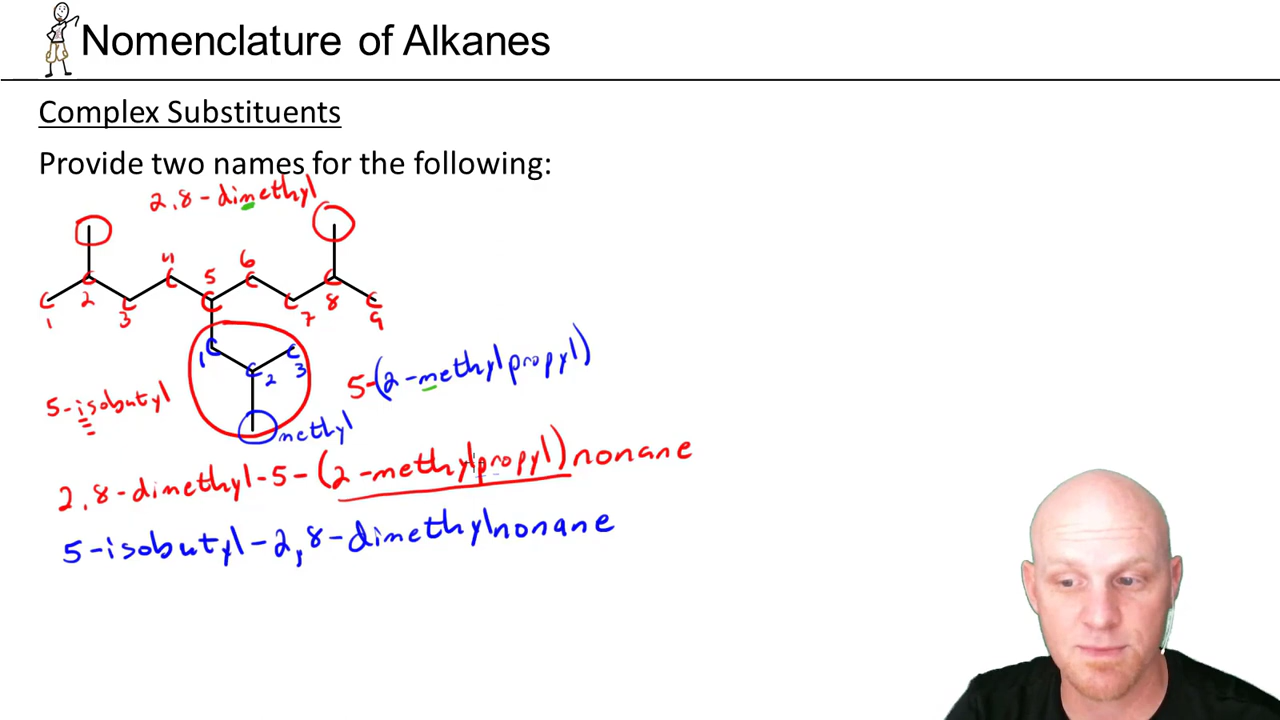 Nomenclature of Alkanes
Complex Substituents
Provide two names for the following:
2,8-dimethyl
C C C C C C C C C
1 2 3 4 5 6 7 8 9
C C C
1 2 3
5-isobutyl
methyl
5-(2-methylpropyl)
2,8-dimethyl-5-(2-methylpropyl)nonane
5-isobutyl-2,8-dimethylnonane